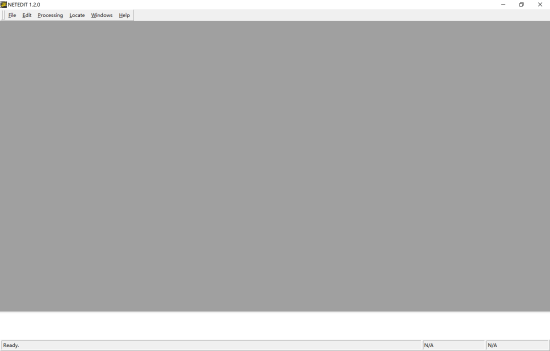 NETEDIT 1.2.0
File Edit Processing Locate Windows Help
Ready. N/A N/A